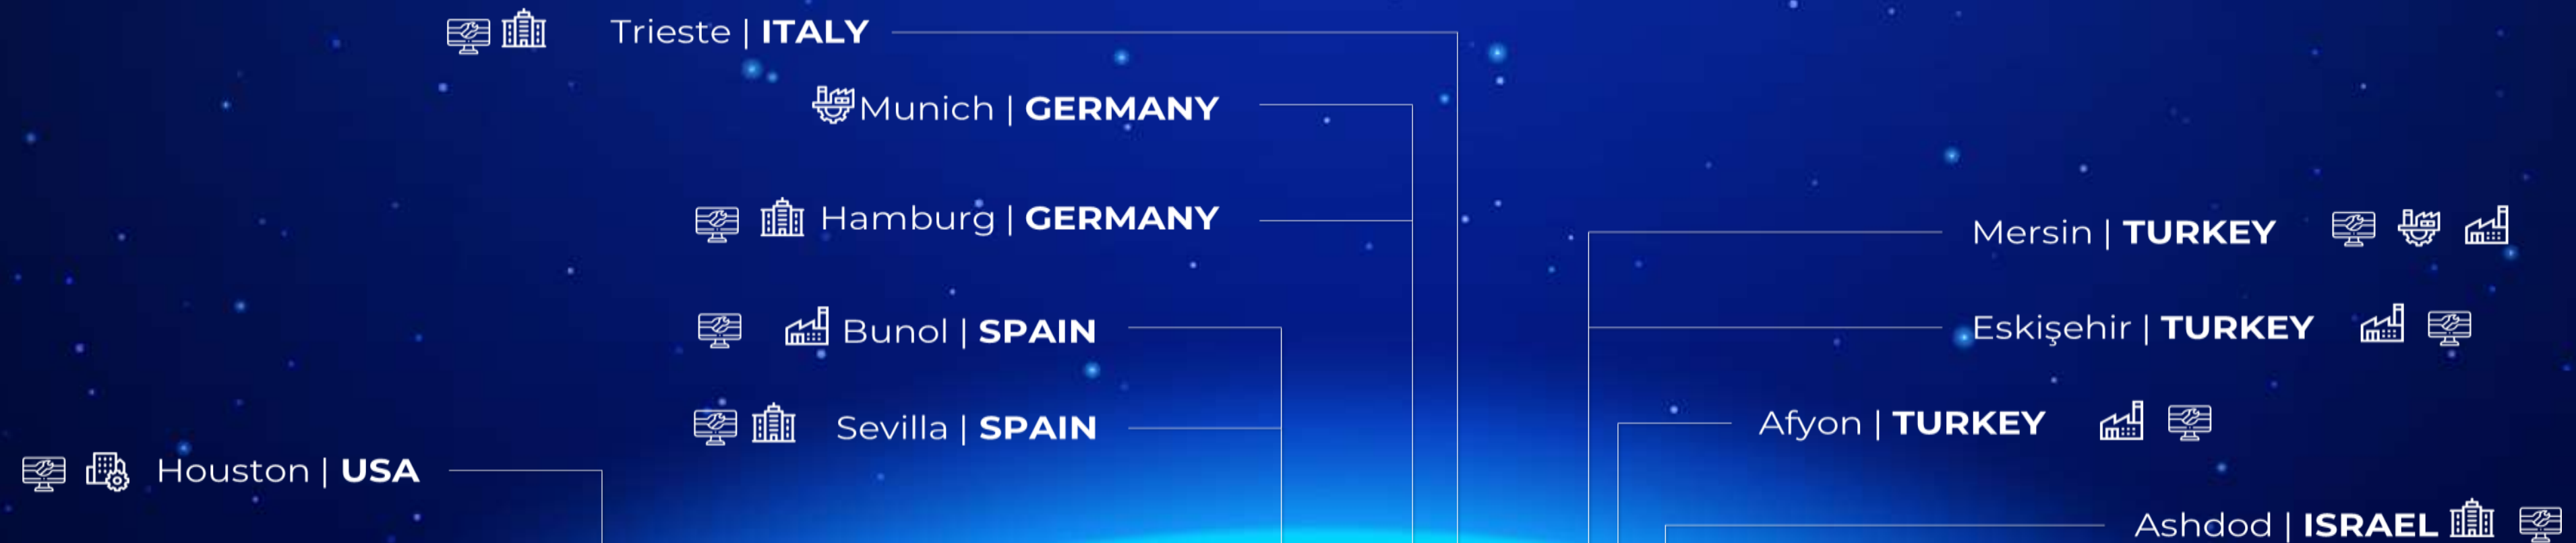 Trieste | ITALY
Munich | GERMANY
Hamburg | GERMANY
Bunol | SPAIN
Sevilla | SPAIN
Houston | USA
Mersin | TURKEY
Eskişehir | TURKEY
Afyon | TURKEY
Ashdod | ISRAEL